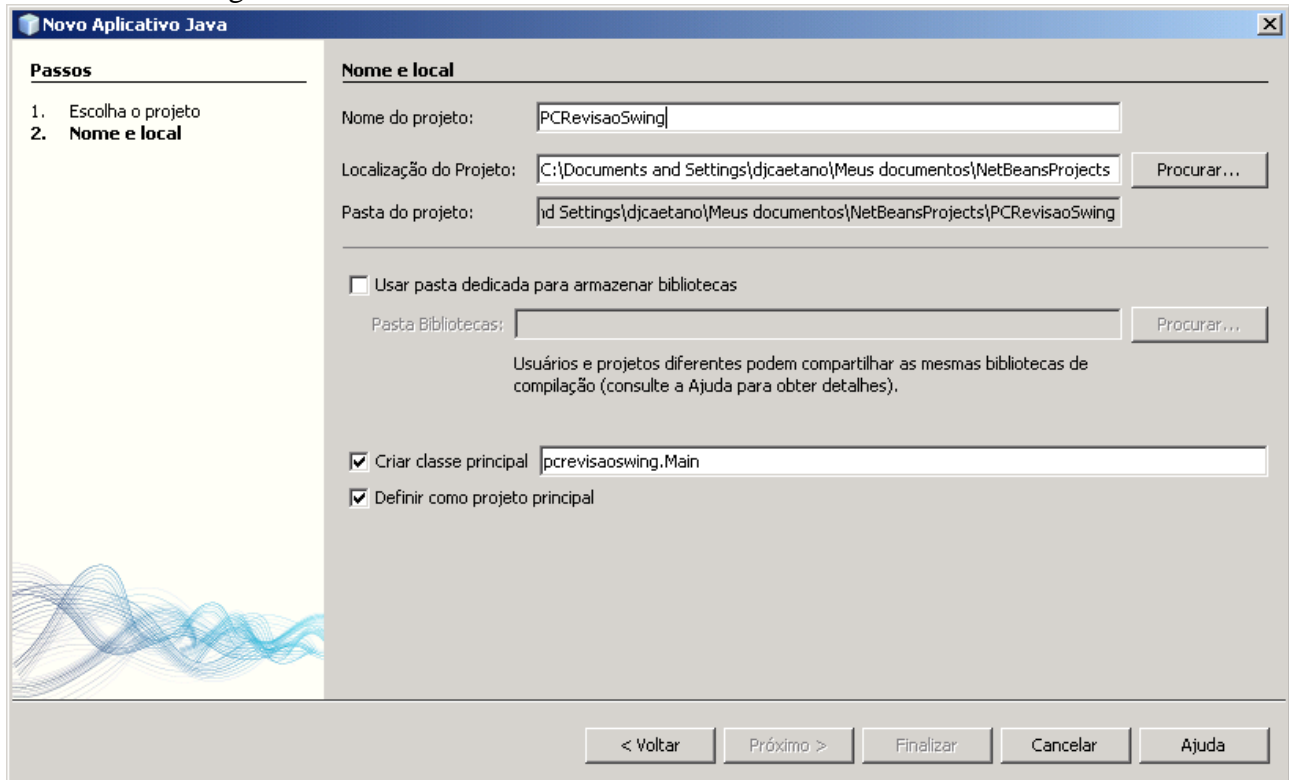 Novo Aplicativo Java
Passos
1. Escolha o projeto
2. Nome e local
Nome e local
Nome do projeto: PCRevisaoSwing
Localização do Projeto: C:\Documents and Settings\djcaetano\Meus documentos\NetBeansProjects Procurar...
Pasta do projeto: nd Settings\djcaetano\Meus documentos\NetBeansProjects\PCRevisaoSwing
Usar pasta dedicada para armazenar bibliotecas
Pasta Bibliotecas: Procurar...
Usuários e projetos diferentes podem compartilhar as mesmas bibliotecas de
compilação (consulte a Ajuda para obter detalhes).
Criar classe principal pcrevisaoswing.Main
Definir como projeto principal
< Voltar Próximo > Finalizar Cancelar Ajuda